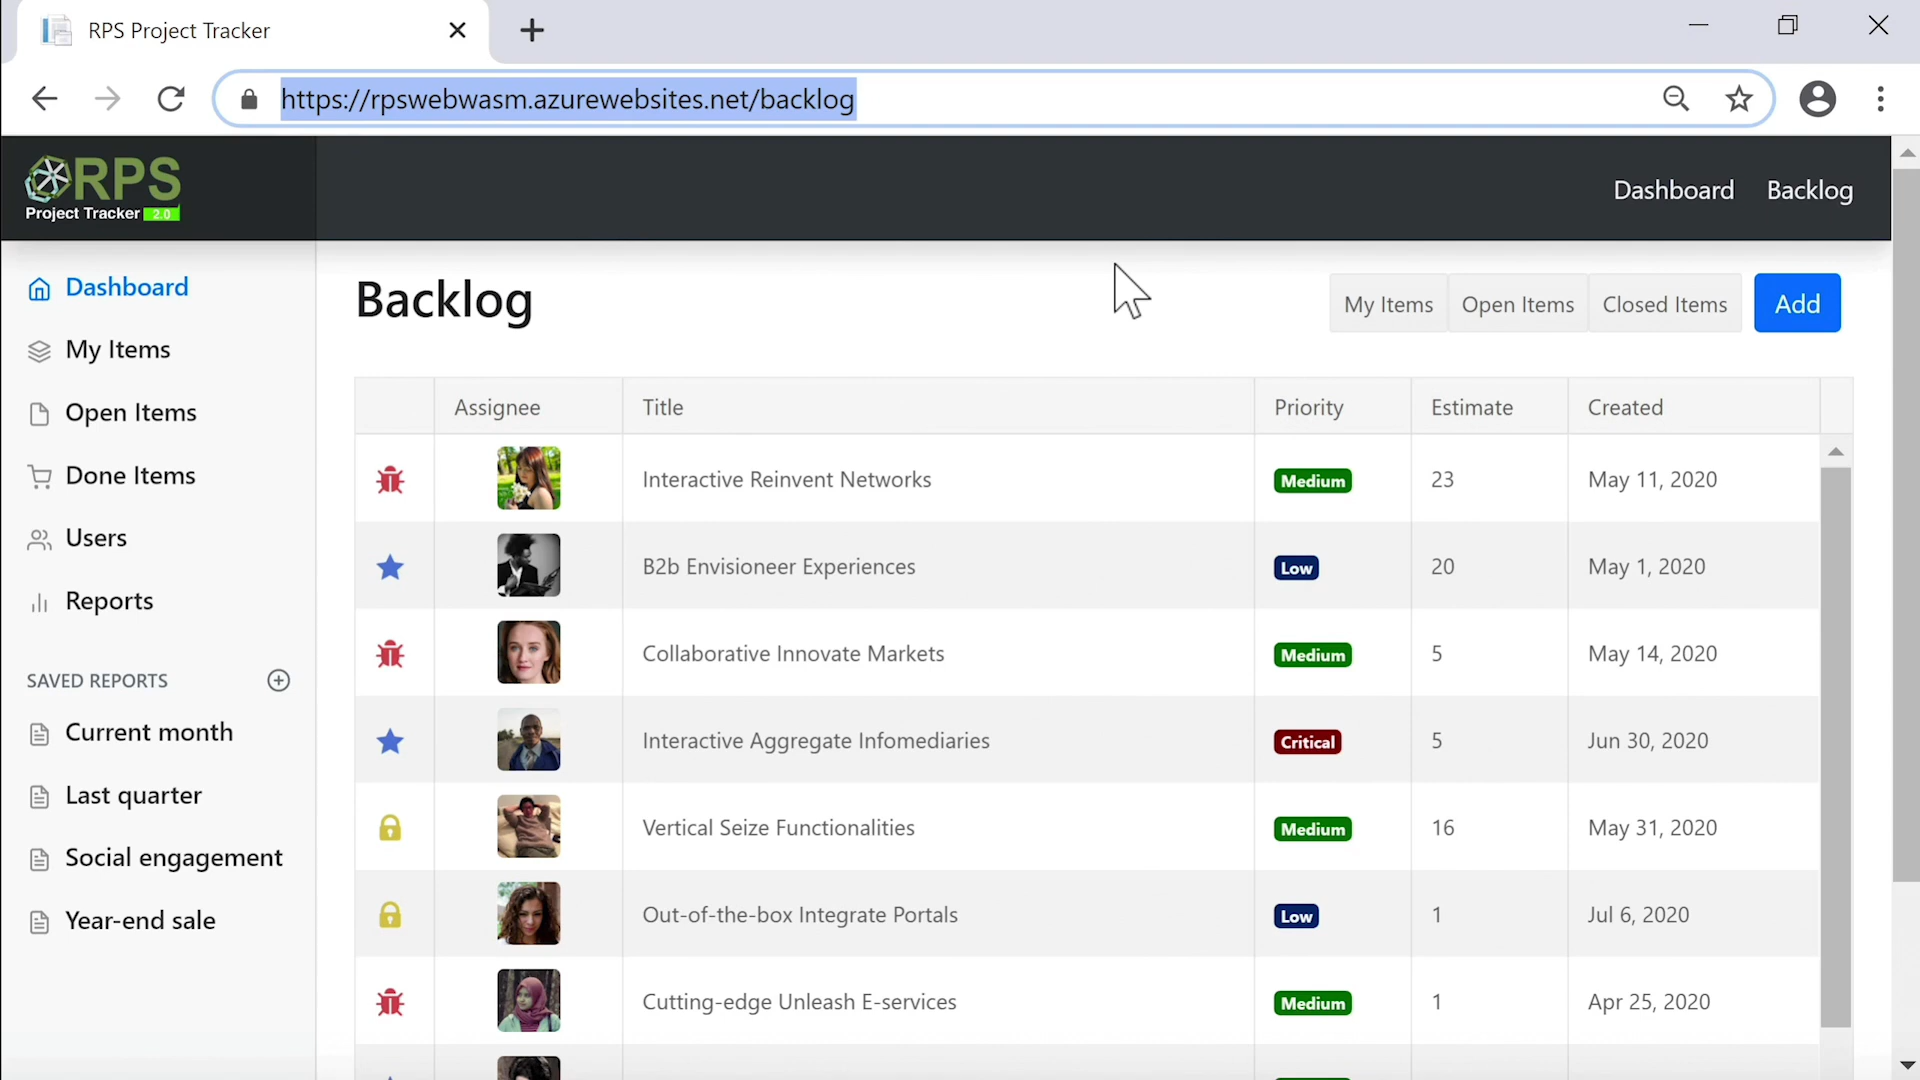 RPS Project Tracker
https://rpswebwasm.azurewebsites.net/backlog
RPS
Project Tracker 2.0
Dashboard Backlog
Dashboard
My Items
Open Items
Done Items
Users
Reports
SAVED REPORTS
Current month
Last quarter
Social engagement
Year-end sale
Backlog
My Items Open Items Closed Items Add
Assignee Title Priority Estimate Created
Interactive Reinvent Networks Medium 23 May 11, 2020
B2b Envisioneer Experiences Low 20 May 1, 2020
Collaborative Innovate Markets Medium 5 May 14, 2020
Interactive Aggregate Infomediaries Critical 5 Jun 30, 2020
Vertical Seize Functionalities Medium 16 May 31, 2020
Out-of-the-box Integrate Portals Low 1 Jul 6, 2020
Cutting-edge Unleash E-services Medium 1 Apr 25, 2020